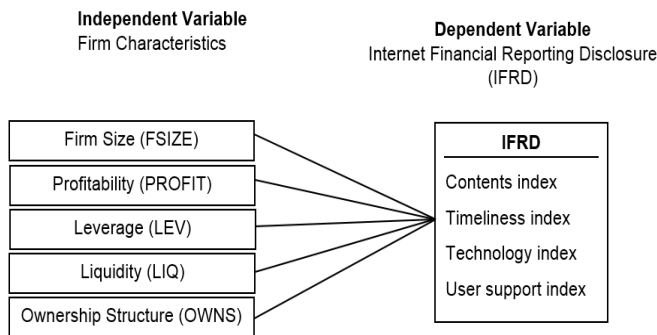 Independent Variable
Firm Characteristics
Dependent Variable
Internet Financial Reporting Disclosure
(IFRD)
Firm Size (FSIZE)
Profitability (PROFIT)
Leverage (LEV)
Liquidity (LIQ)
Ownership Structure (OWNS)
IFRD
Contents index
Timeliness index
Technology index
User support index